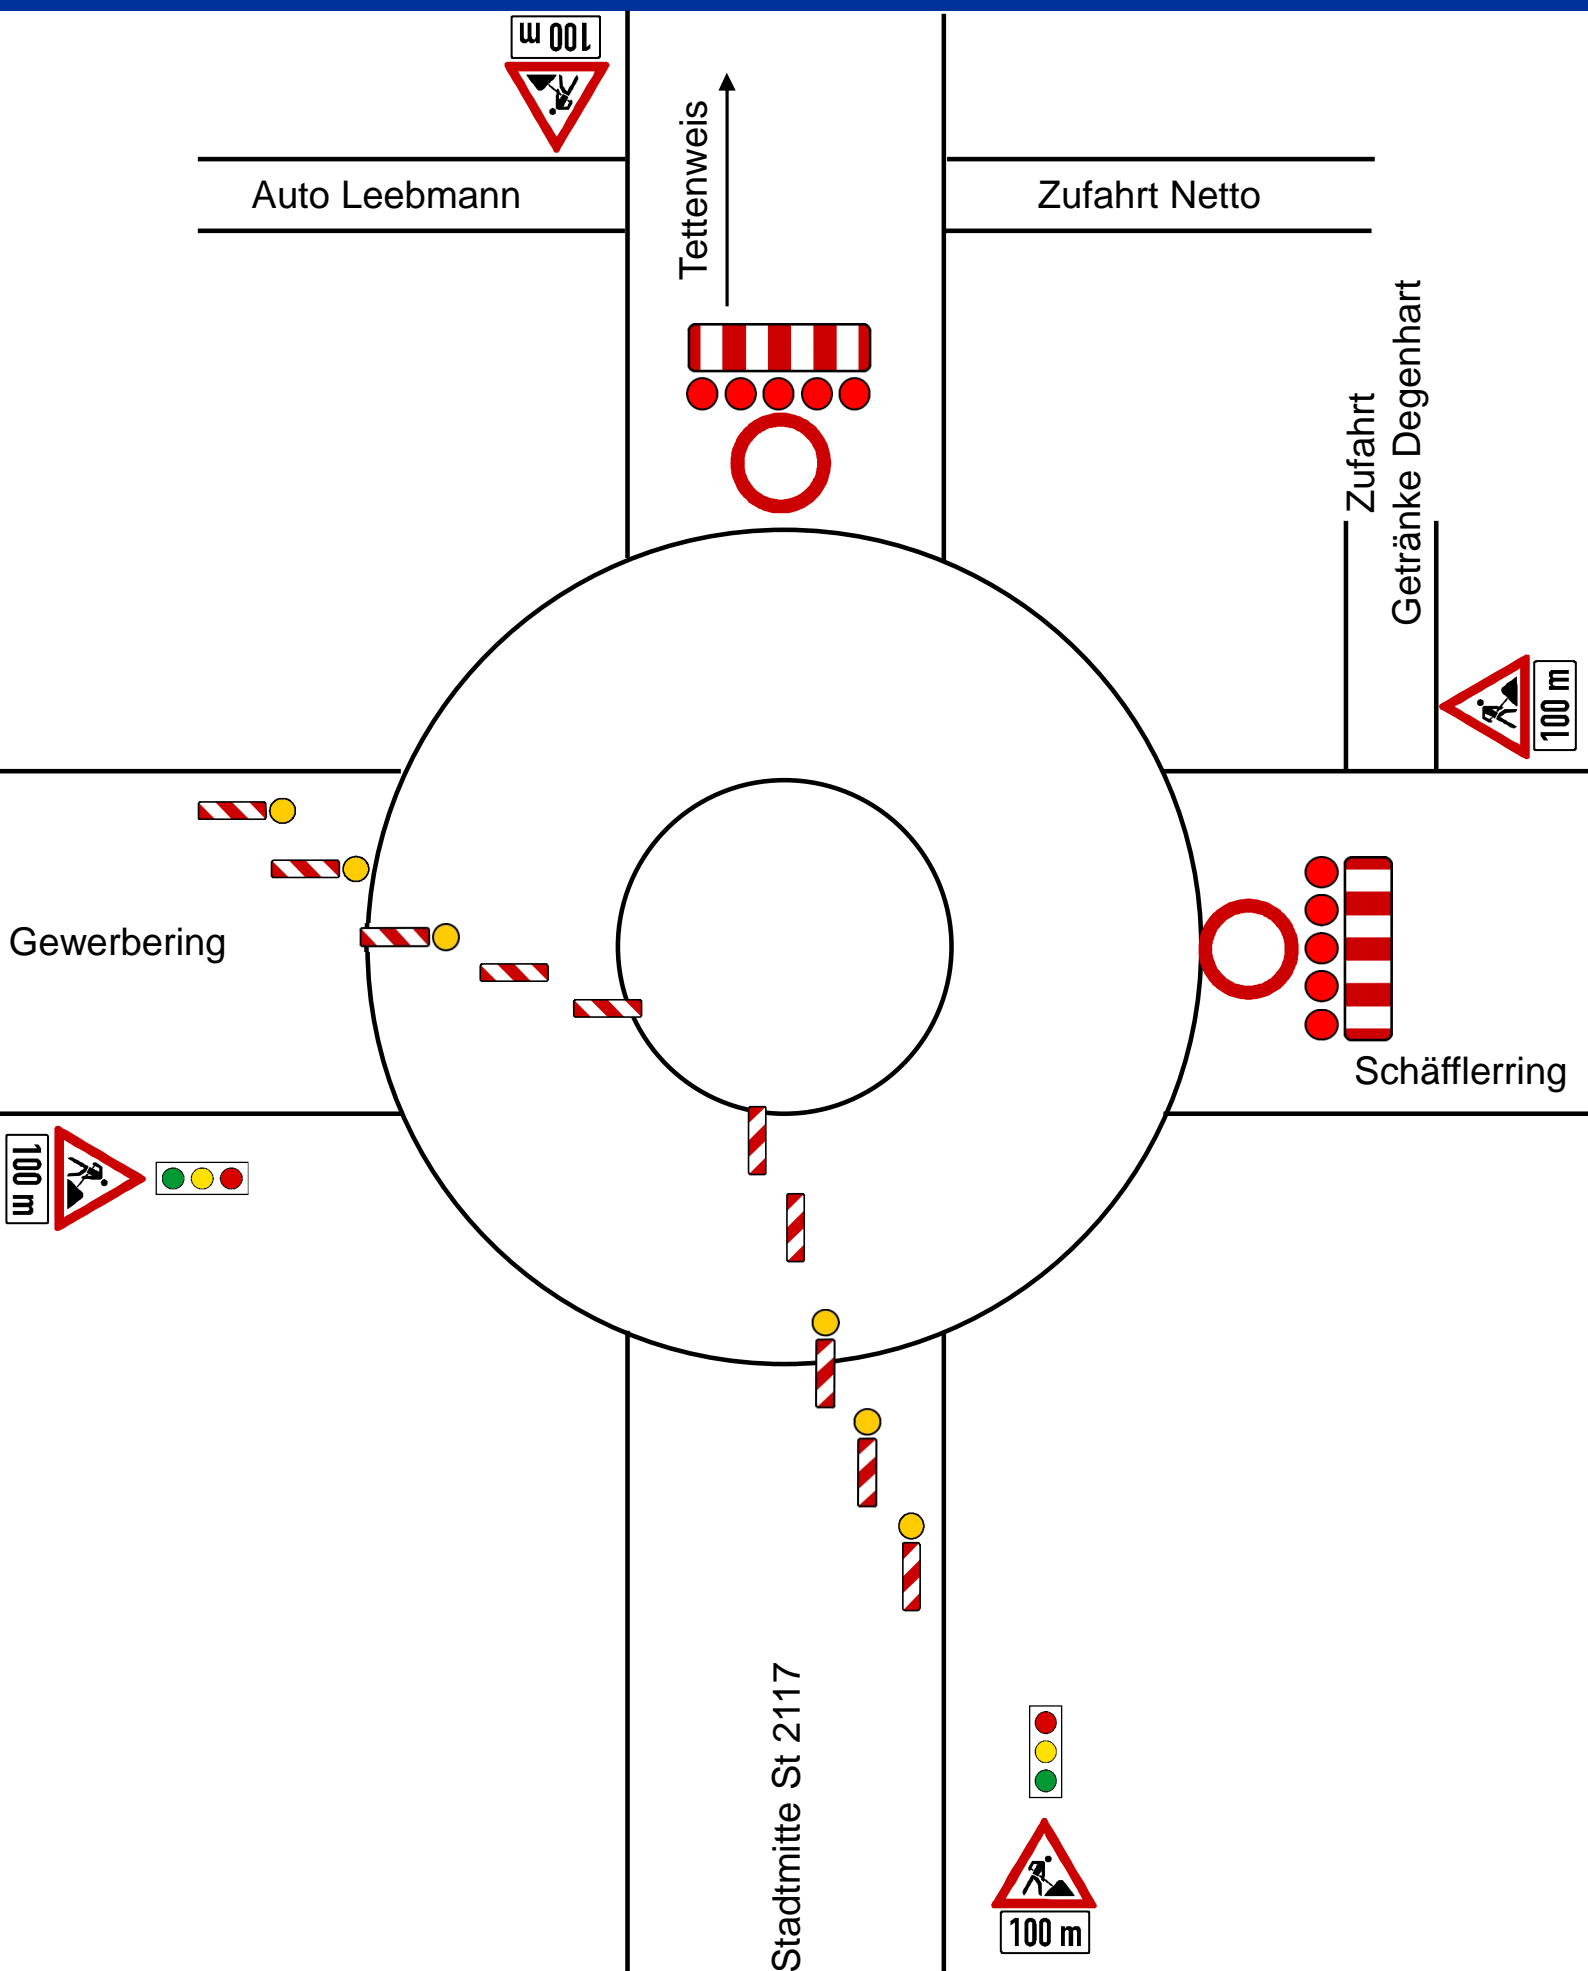 100 m
Auto Leebmann
Tettenweis
Zufahrt Netto
Zufahrt
Getränke Degenhart
100 m
Gewerbering
Schäfflerring
100 m
Stadtmitte St 2117
100 m